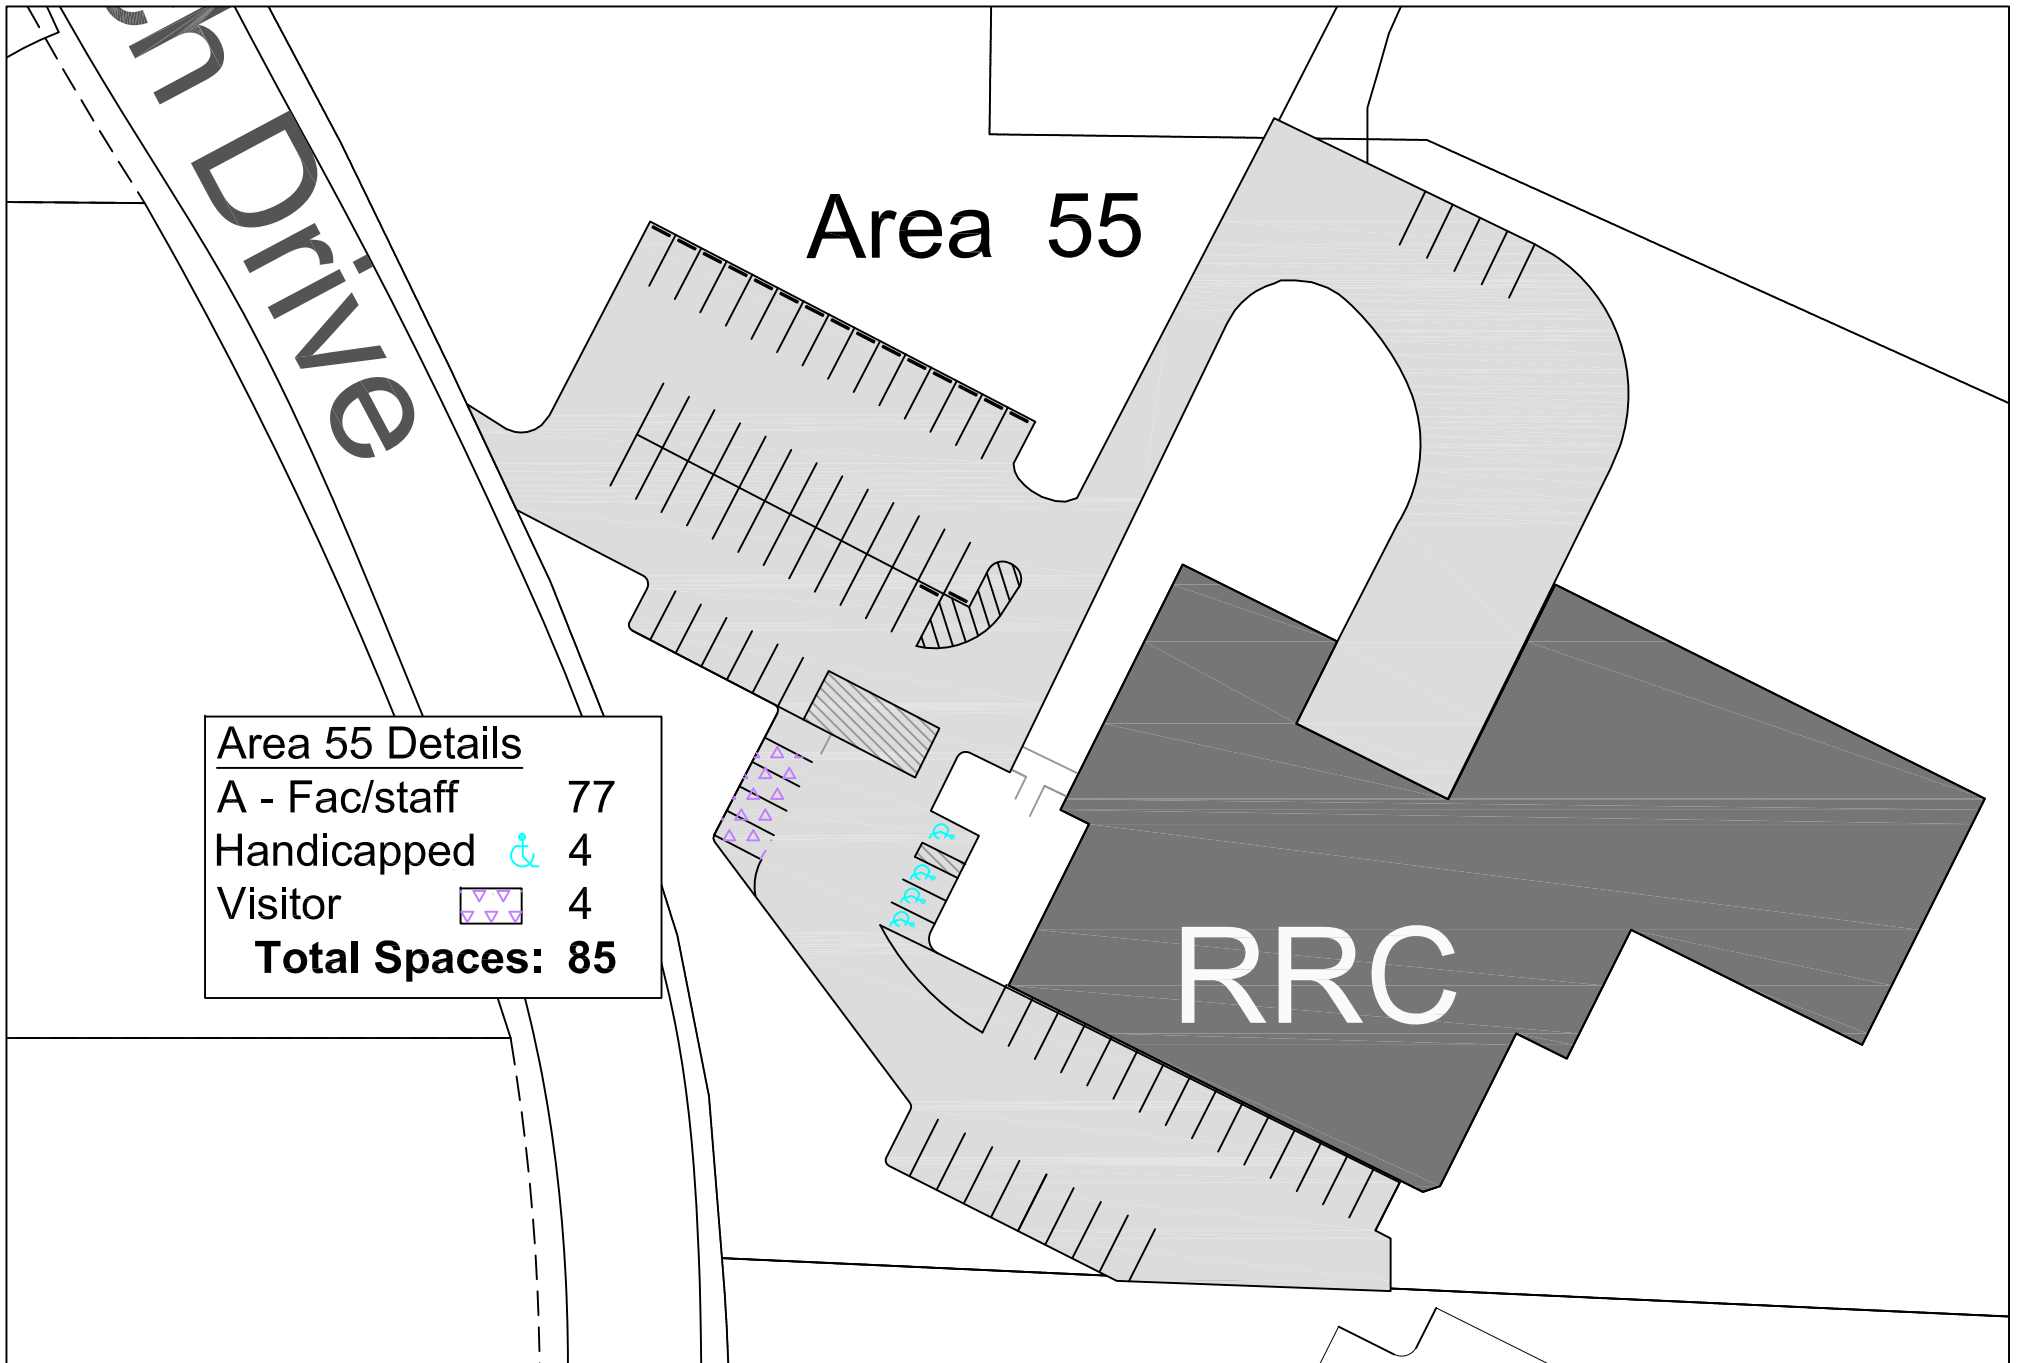 Drive
Area 55
Area 55 Details
A - Fac/staff 77
Handicapped 4
Visitor 4
Total Spaces: 85
RRC